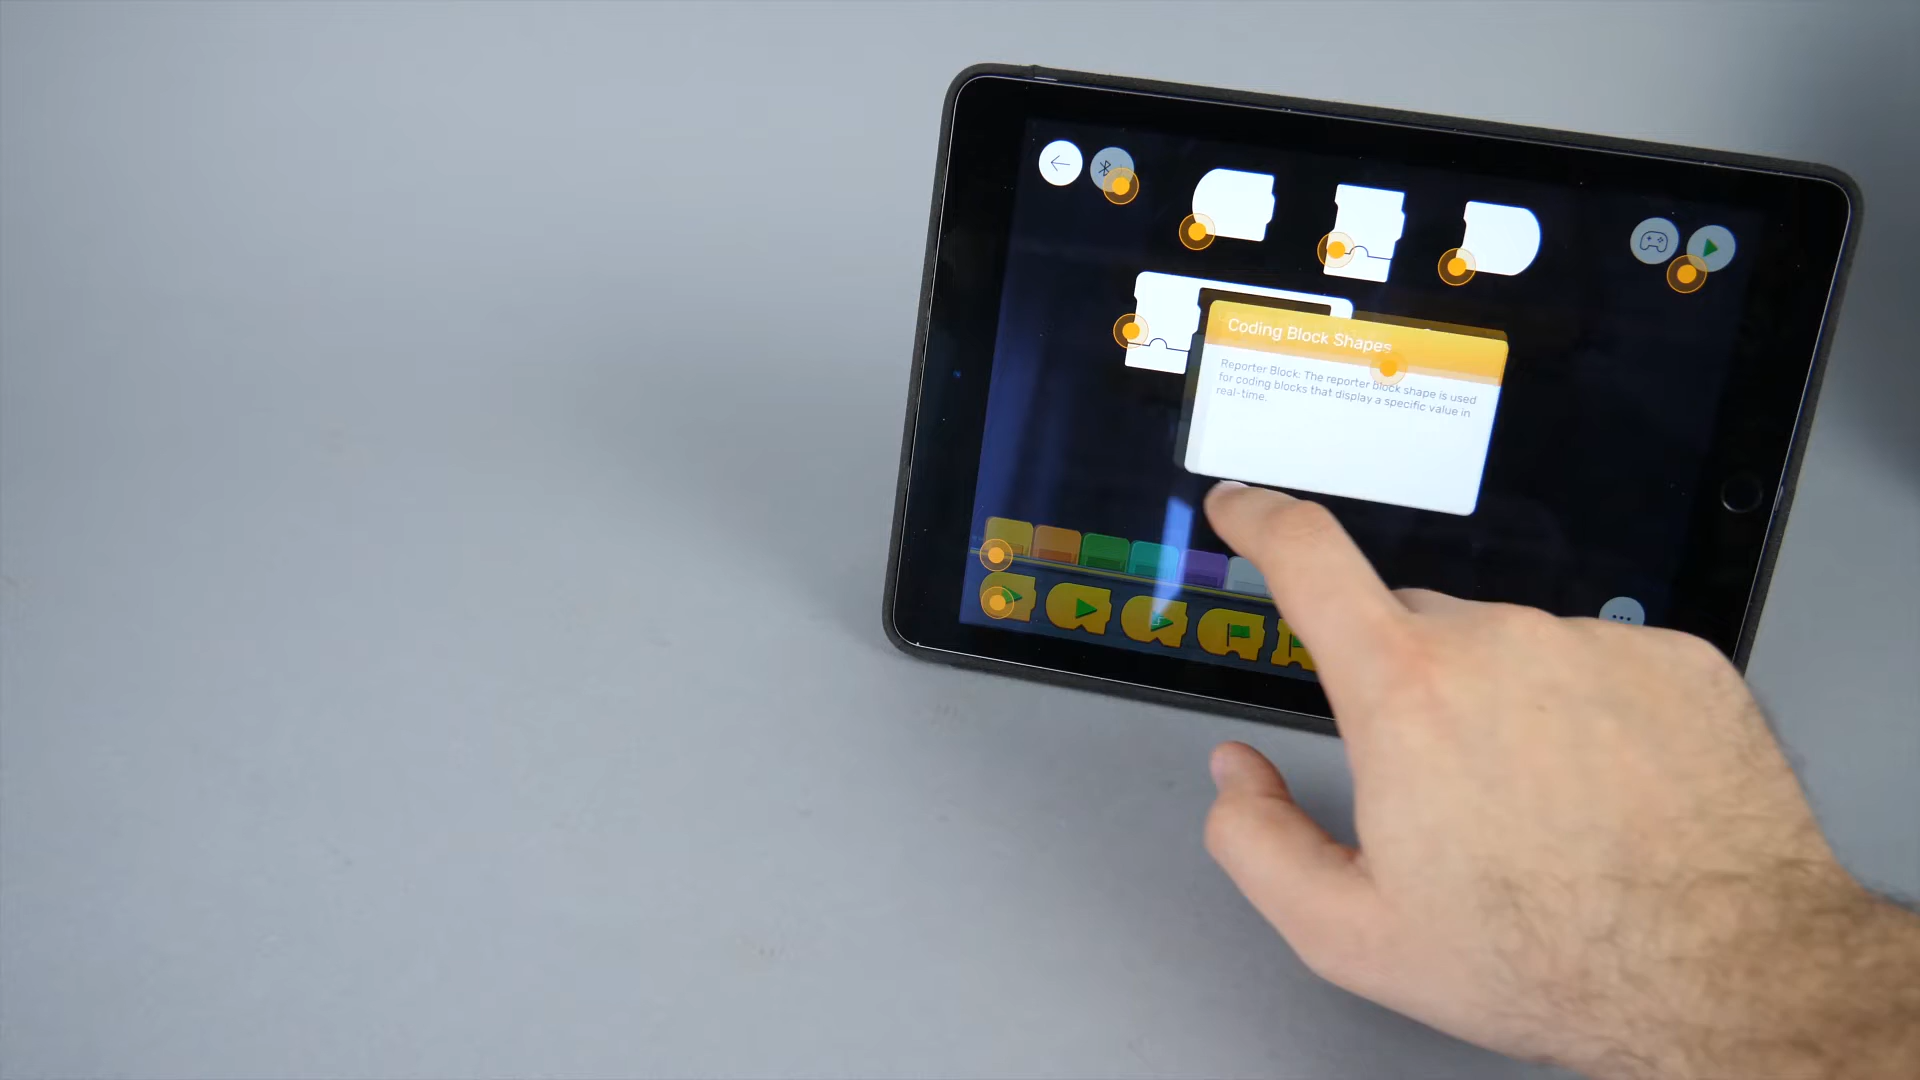 Coding Block Shapes
Reporter Block: The reporter block shape is used
for coding blocks that display a specific value in
real-time.